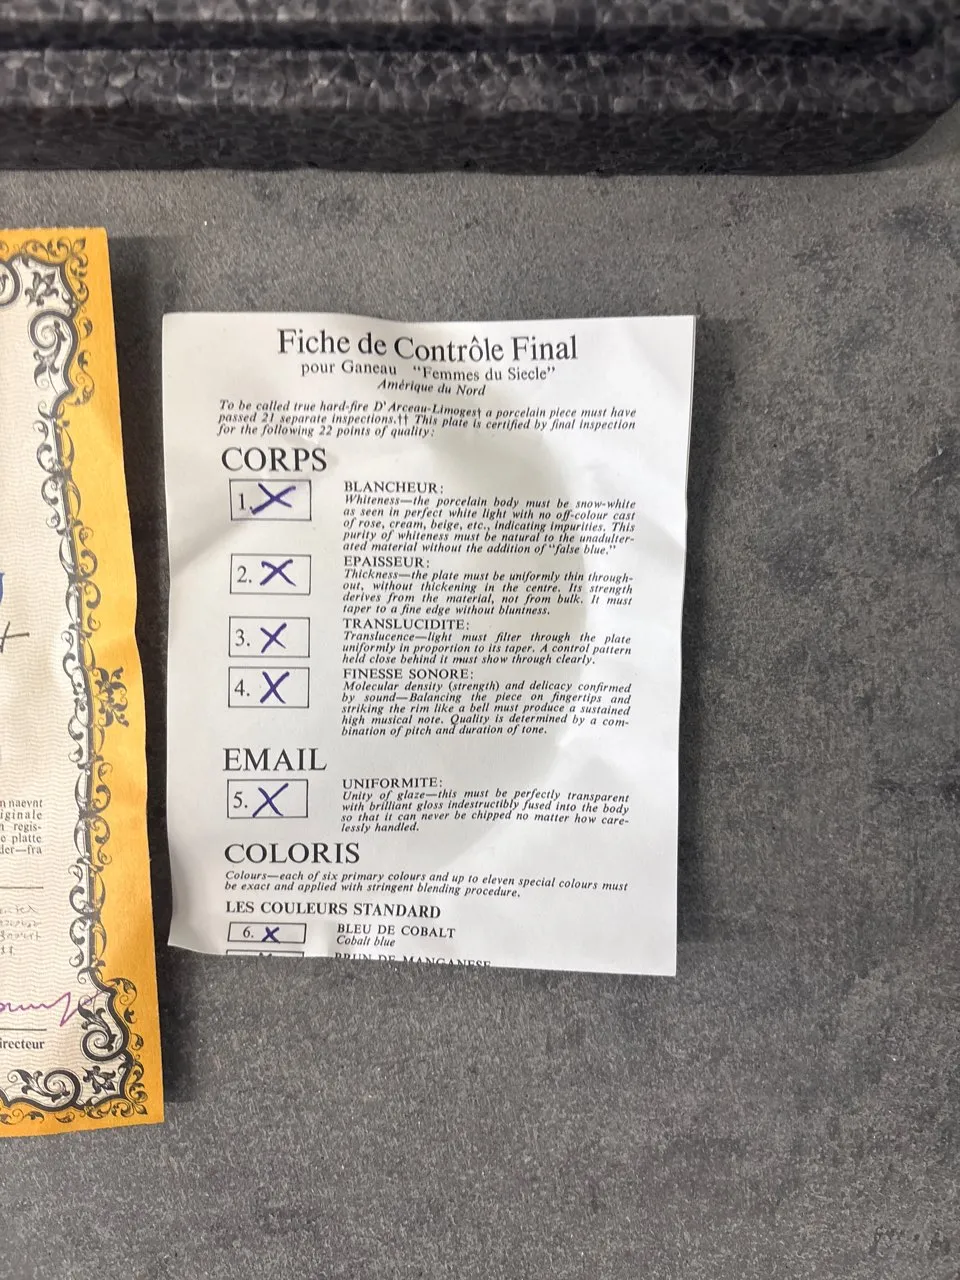 Fiche de Contrôle Final
pour Ganeau "Femmes du Siecle"
Amérique du Nord
To be called true hard-fire D'Arceau-Limoges† a porcelain piece must have
passed 21 separate inspections.†† This plate is certified by final inspection
for the following 22 points of quality:
CORPS
1. X
BLANCHEUR:
Whiteness—the porcelain body must be snow-white
as seen in perfect white light with no off-colour cast
of rose, cream, beige, etc., indicating impurities. This
purity of whiteness must be natural to the unadulter-
ated material without the addition of "false blue."
2. X
EPAISSEUR:
Thickness—the plate must be uniformly thin through-
out, without thickening in the centre. Its strength
derives from the material, not from bulk. It must
taper to a fine edge without bluntness.
3. X
TRANSLUCIDITE:
Translucence—light must filter through the plate
uniformly in proportion to its taper. A control pattern
held close behind it must show through clearly.
4. X
FINESSE SONORE:
Molecular density (strength) and delicacy confirmed
by sound—Balancing the piece on fingertips and
striking the rim like a bell must produce a sustained
high musical note. Quality is determined by a com-
bination of pitch and duration of tone.
EMAIL
5. X
UNIFORMITE:
Unity of glaze—this must be perfectly transparent
with brilliant gloss indestructibly fused into the body
so that it can never be chipped no matter how care-
lessly handled.
COLORIS
Colours—each of six primary colours and up to eleven special colours must
be exact and applied with stringent blending procedure.
LES COULEURS STANDARD
6. X
BLEU DE COBALT
Cobalt blue
BRUN DE MANGANESE
n naevnt
iginale
n regis-
e platte
der—fra
irecteur